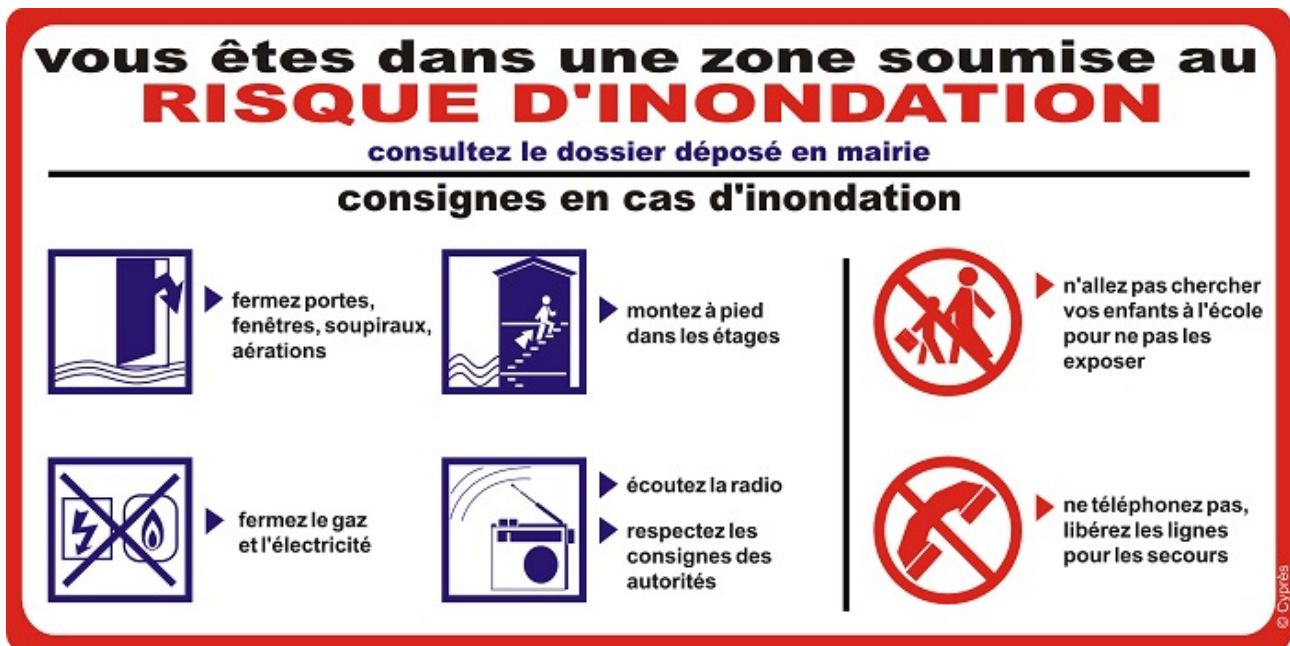 vous êtes dans une zone soumise au
RISQUE D'INONDATION
consultez le dossier déposé en mairie
consignes en cas d'inondation
fermez portes,
fenêtres, soupiraux,
aérations
montez à pied
dans les étages
n'allez pas chercher
vos enfants à l'école
pour ne pas les
exposer
fermez le gaz
et l'électricité
écoutez la radio
respectez les
consignes des
autorités
ne téléphonez pas,
libérez les lignes
pour les secours
© Cyprès